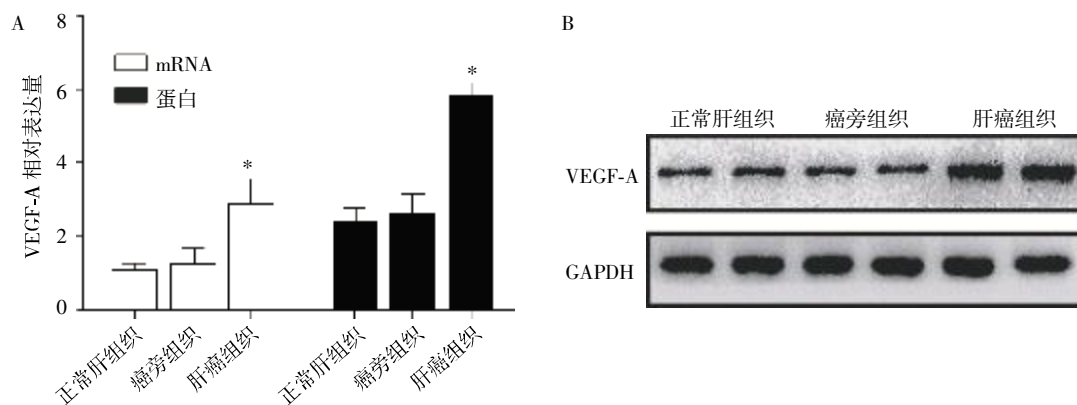 A
8
6
4
2
0
VEGF-A 相对表达量
mRNA
蛋白
*
*
正常肝组织
癌旁组织
肝癌组织
正常肝组织
癌旁组织
肝癌组织
B
正常肝组织 癌旁组织 肝癌组织
VEGF-A
GAPDH